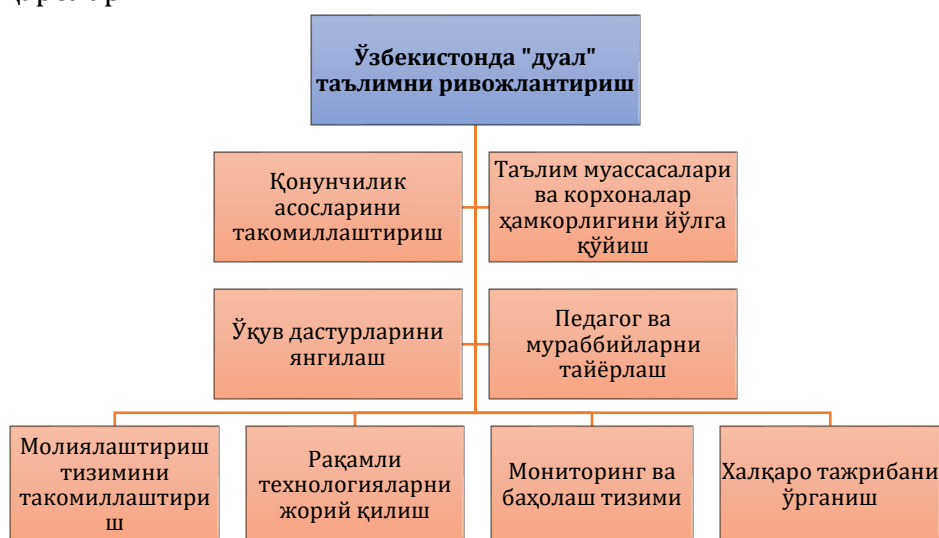 Ўзбекистонда "дуал"
таълимни ривожлантириш
Қонунчилик
асосларини
такомиллаштириш
Таълим муассасалари
ва корхоналар
ҳамкорлигини йўлга
қўйиш
Ўқув дастурларини
янгилаш
Педагог ва
мураббийларни
тайёрлаш
Молиялаштириш
тизимини
такомиллаштири
ш
Рақамли
технологияларни
жорий қилиш
Мониторинг ва
баҳолаш тизими
Халқаро тажрибани
ўрганиш